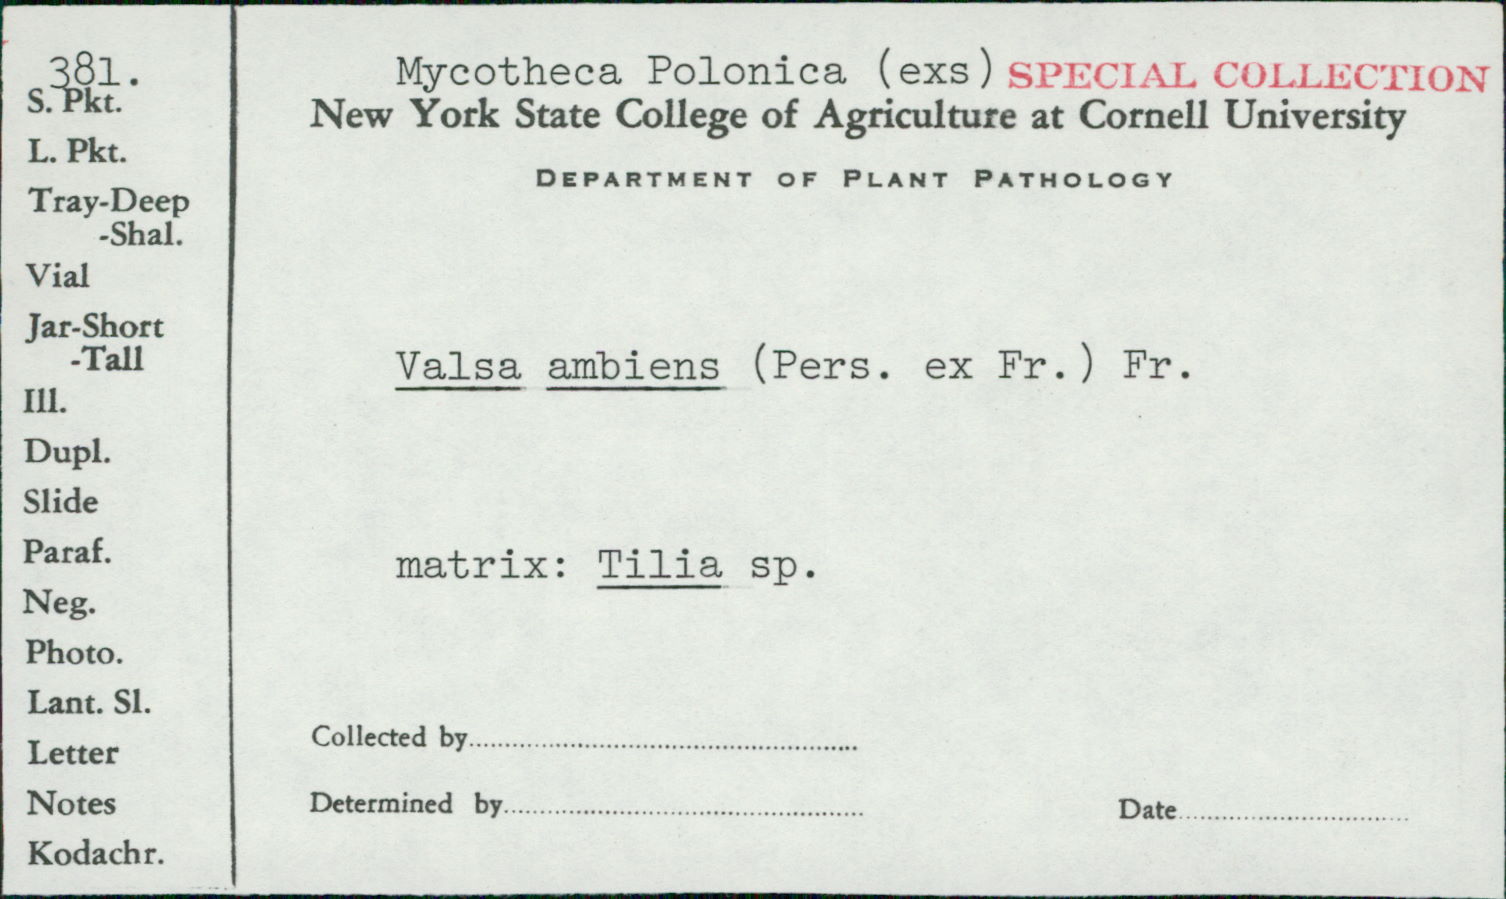 381.
S. Pkt.
L. Pkt.
Tray-Deep
-Shal.
Vial
Jar-Short
-Tall
Ill.
Dupl.
Slide
Paraf.
Neg.
Photo.
Lant. Sl.
Letter
Notes
Kodachr.
Mycotheca Polonica (exs) SPECIAL COLLECTION
New York State College of Agriculture at Cornell University
DEPARTMENT OF PLANT PATHOLOGY
Valsa ambiens (Pers. ex Fr.) Fr.
matrix: Tilia sp.
Collected by
Determined by
Date